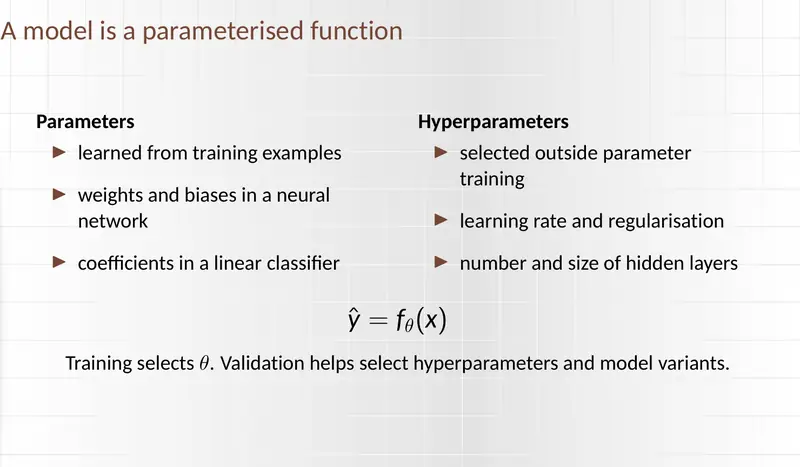 A model is a parameterised function
Parameters
► learned from training examples
► weights and biases in a neural
network
► coefficients in a linear classifier
Hyperparameters
► selected outside parameter
training
► learning rate and regularisation
► number and size of hidden layers
ŷ = f_θ(x)
Training selects θ. Validation helps select hyperparameters and model variants.